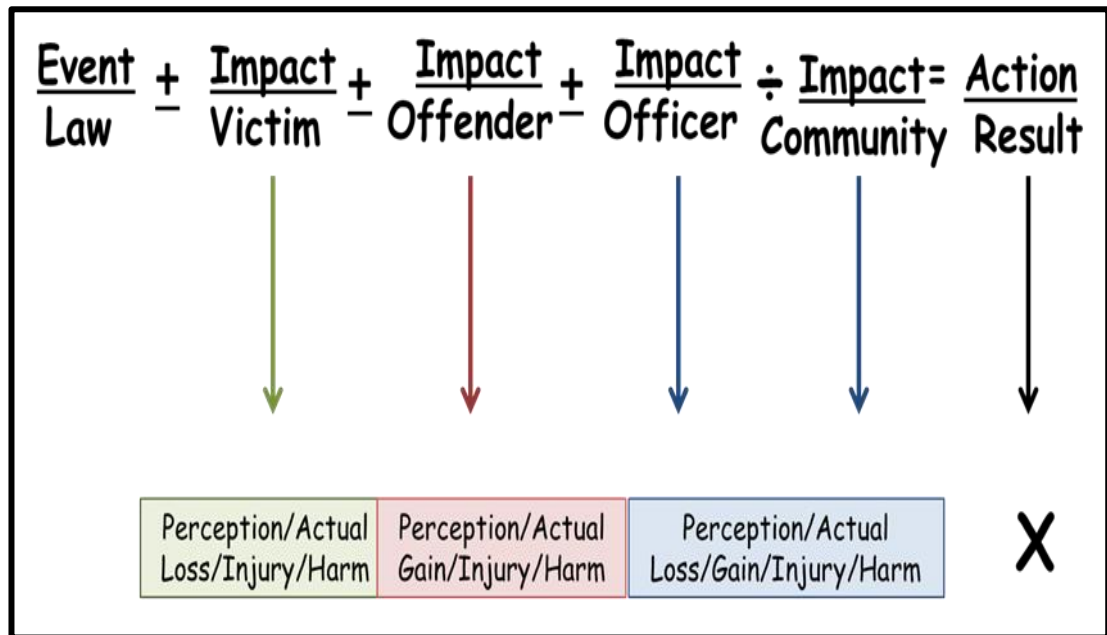 Event ± Impact ± Impact ± Impact ÷ Impact = Action
Law Victim Offender Officer Community Result
Perception/Actual
Loss/Injury/Harm
Perception/Actual
Gain/Injury/Harm
Perception/Actual
Loss/Gain/Injury/Harm
X